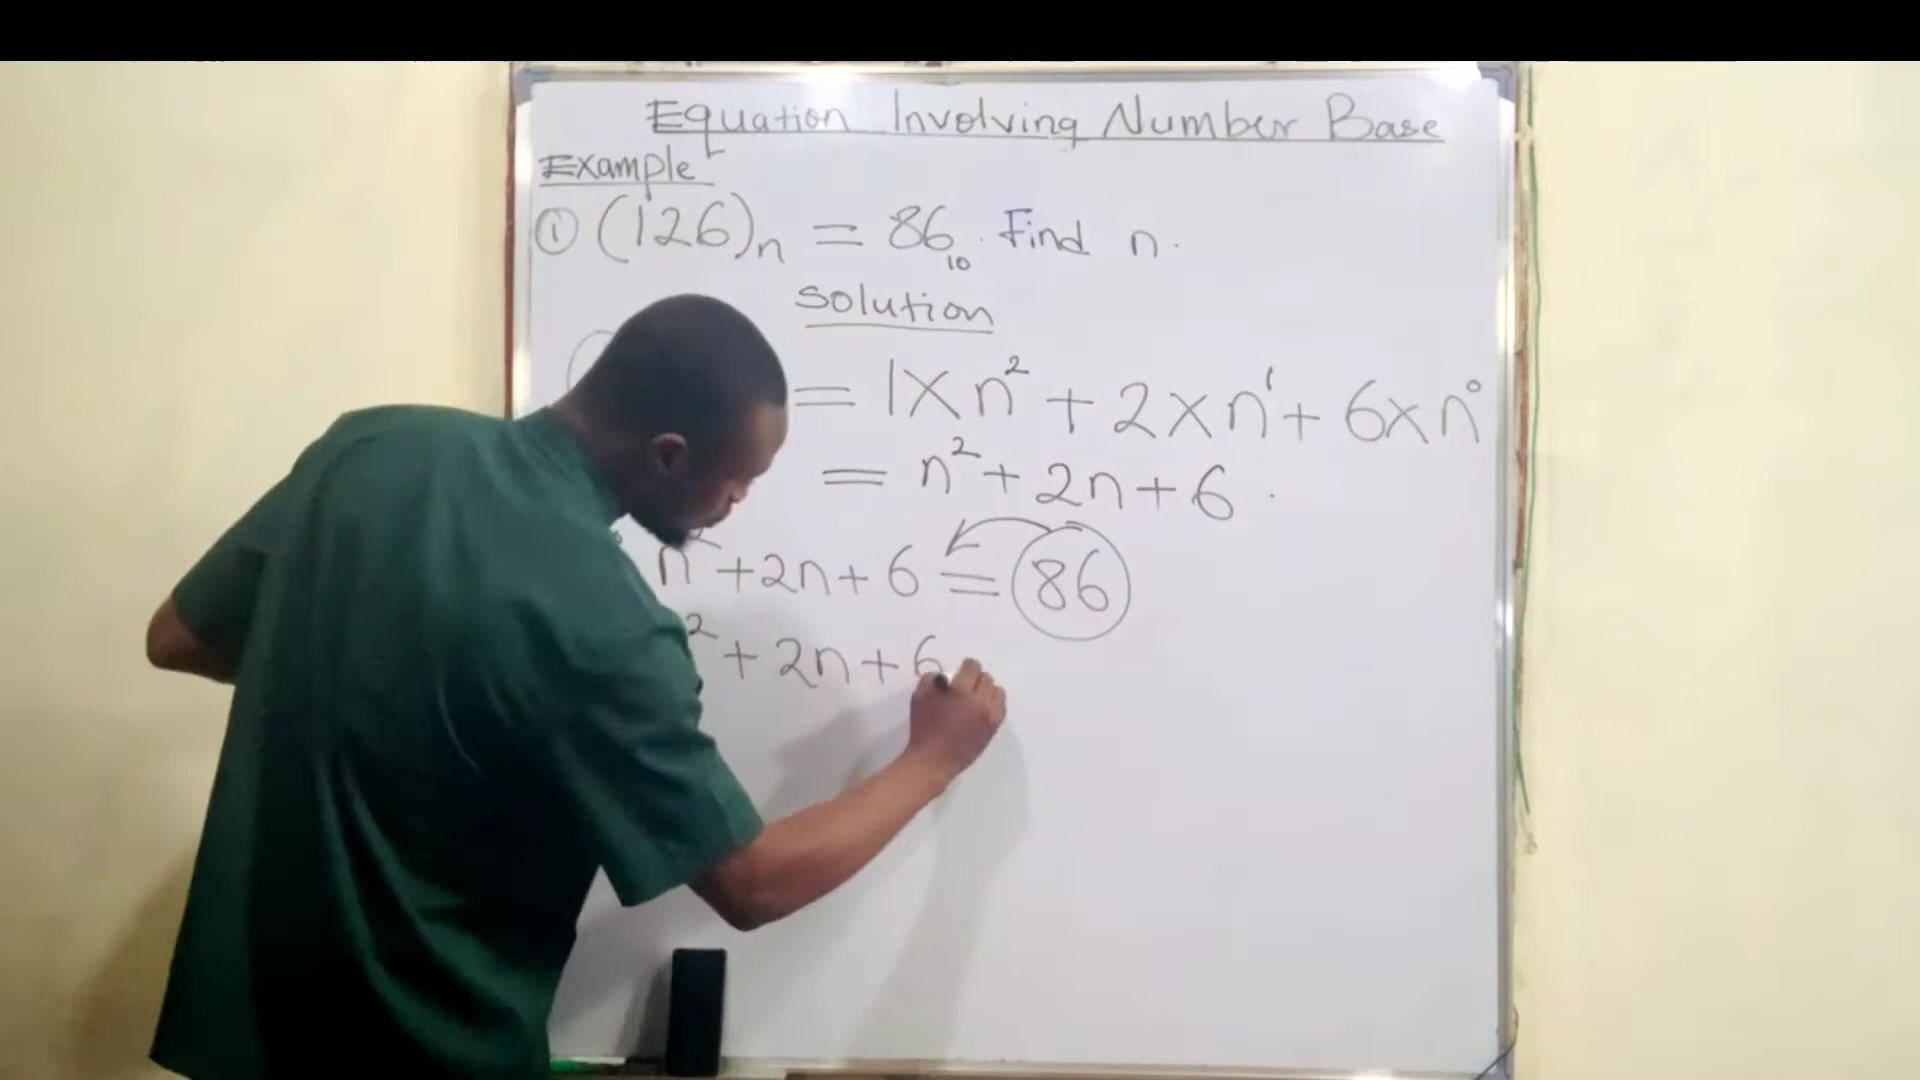 Equation Involving Number Base
Example
① (126)ₙ = 86₁₀. Find n.
Solution
= 1×n² + 2×n¹ + 6×n⁰
= n² + 2n + 6.
n² + 2n + 6 = 86
² + 2n + 6